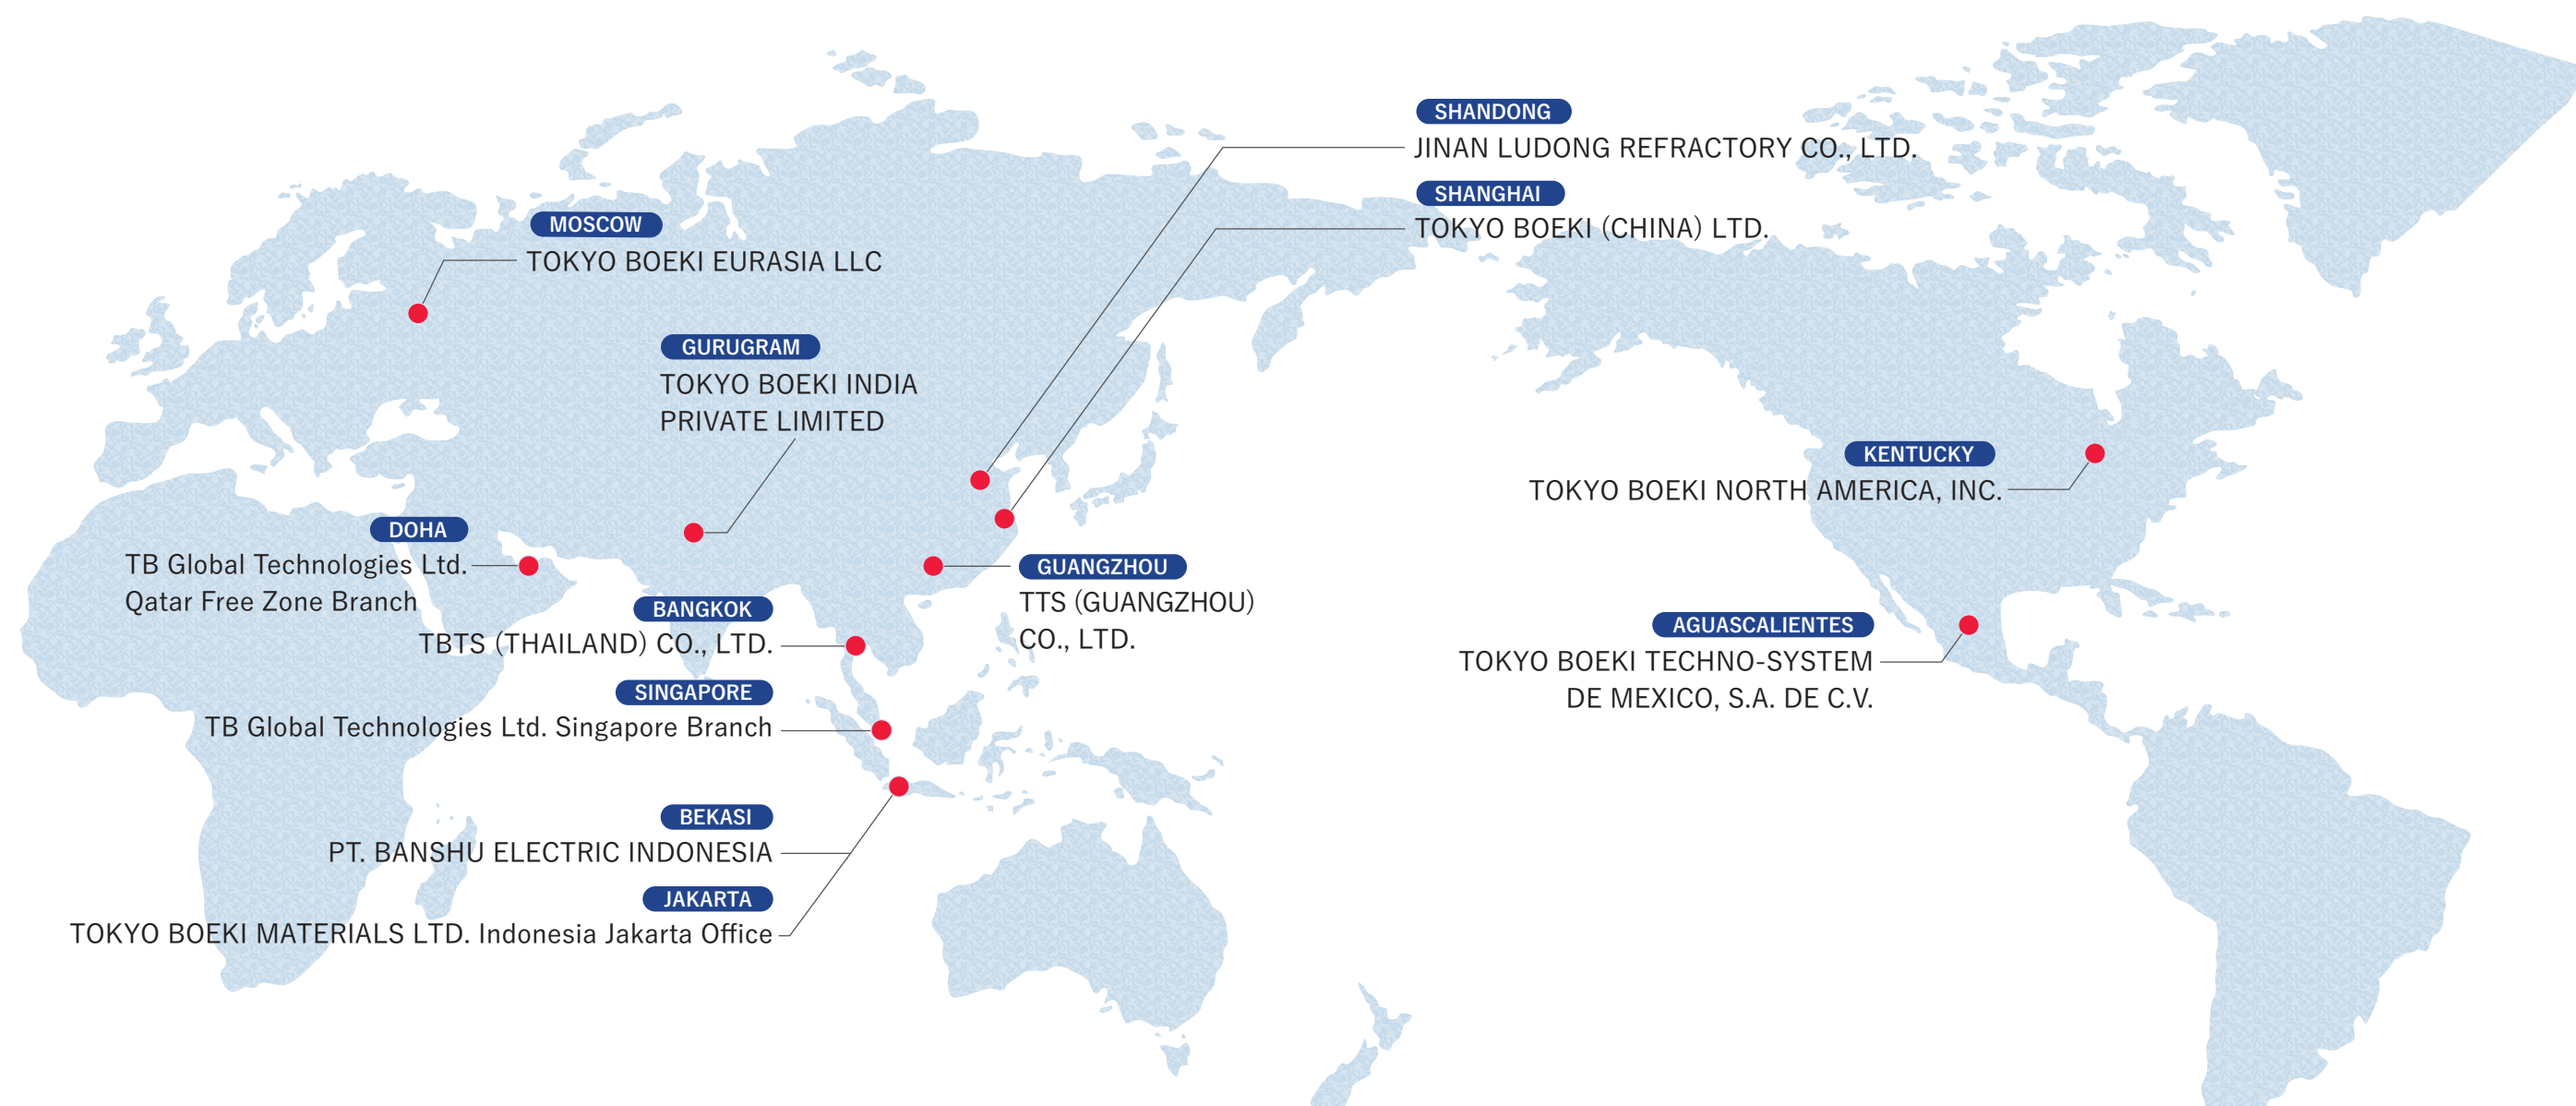 SHANDONG
JINAN LUDONG REFRACTORY CO., LTD.
SHANGHAI
TOKYO BOEKI (CHINA) LTD.
MOSCOW
TOKYO BOEKI EURASIA LLC
GURUGRAM
TOKYO BOEKI INDIA
PRIVATE LIMITED
KENTUCKY
TOKYO BOEKI NORTH AMERICA, INC.
DOHA
TB Global Technologies Ltd.
Qatar Free Zone Branch
GUANGZHOU
TTS (GUANGZHOU)
CO., LTD.
BANGKOK
TBTS (THAILAND) CO., LTD.
AGUASCALIENTES
TOKYO BOEKI TECHNO-SYSTEM
DE MEXICO, S.A. DE C.V.
SINGAPORE
TB Global Technologies Ltd. Singapore Branch
BEKASI
PT. BANSHU ELECTRIC INDONESIA
JAKARTA
TOKYO BOEKI MATERIALS LTD. Indonesia Jakarta Office